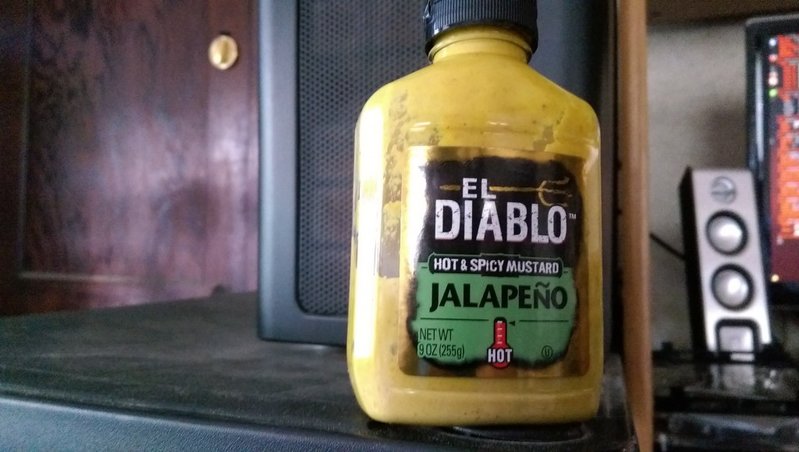 EL
DIABLO™
HOT & SPICY MUSTARD
JALAPEÑO
NET WT
9 OZ (255g)
HOT
U